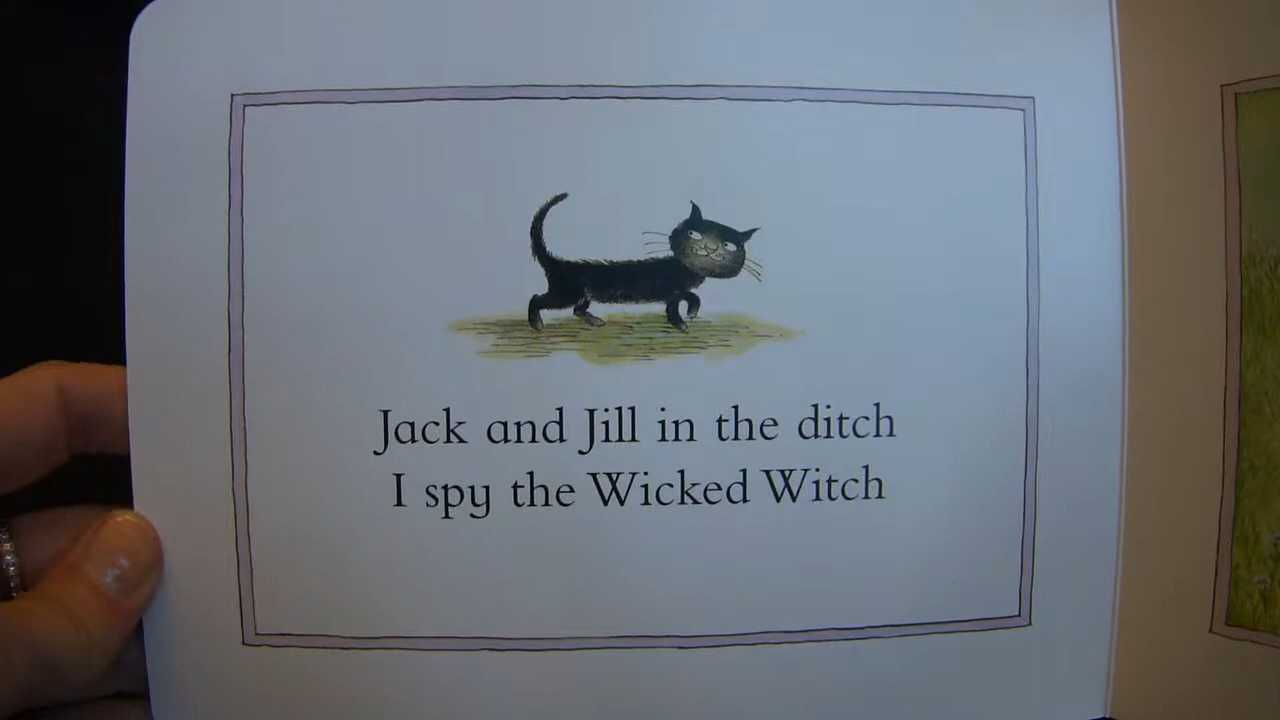 Jack and Jill in the ditch
I spy the Wicked Witch